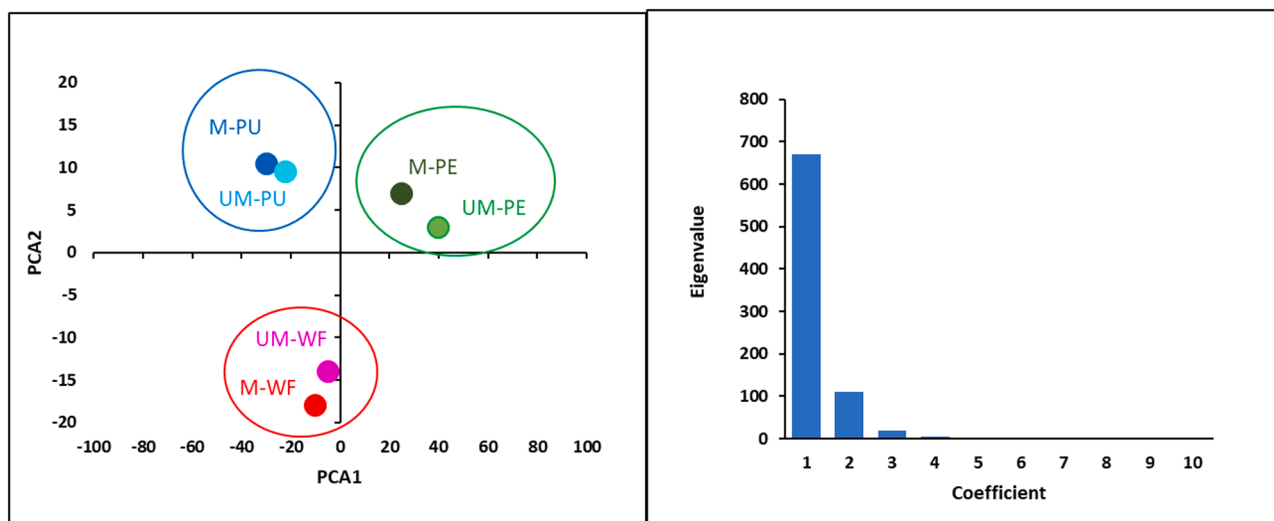 20
15
10
5
0
-5
-10
-15
-20
PCA2
M-PU
UM-PU
M-PE
UM-PE
UM-WF
M-WF
-100 -80 -60 -40 -20 0 20 40 60 80 100
PCA1
800
700
600
500
400
300
200
100
0
Eigenvalue
1 2 3 4 5 6 7 8 9 10
Coefficient